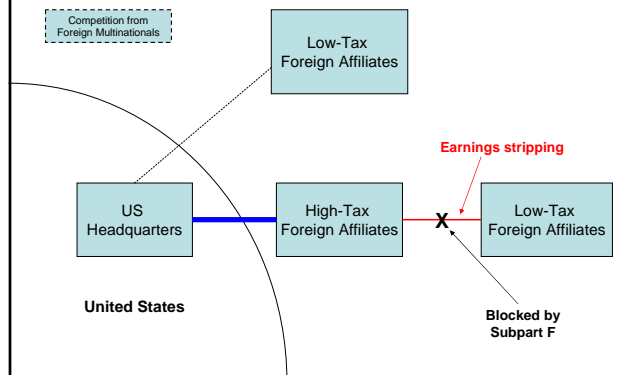 Competition from
Foreign Multinationals
Low-Tax
Foreign Affiliates
Earnings stripping
US
Headquarters
High-Tax
Foreign Affiliates
X
Low-Tax
Foreign Affiliates
United States
Blocked by
Subpart F